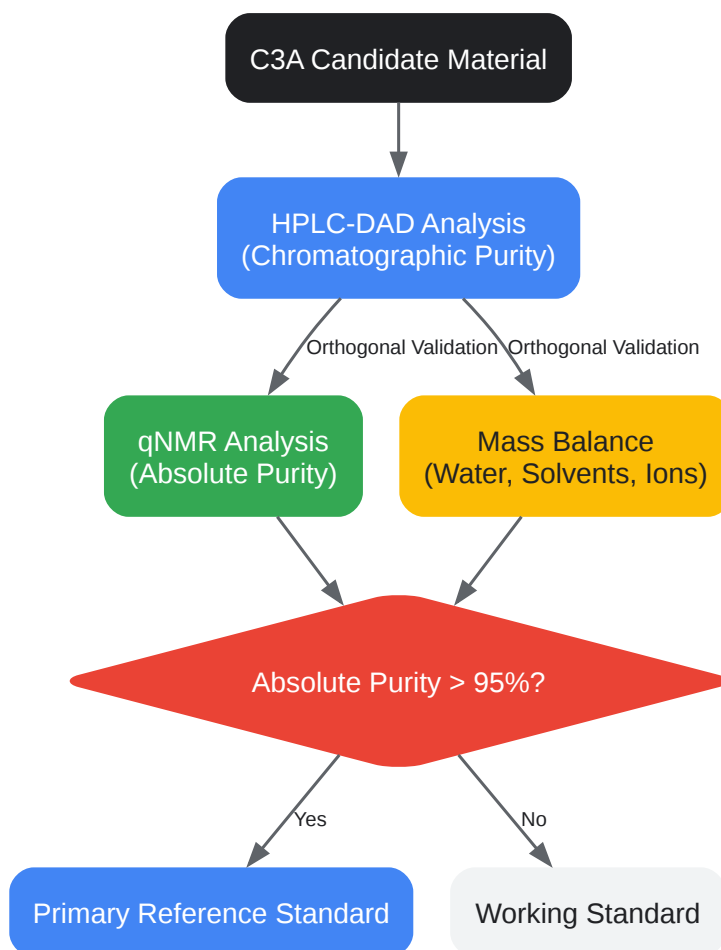 C3A Candidate Material
HPLC-DAD Analysis
(Chromatographic Purity)
Orthogonal Validation
Orthogonal Validation
qNMR Analysis
(Absolute Purity)
Mass Balance
(Water, Solvents, Ions)
Absolute Purity > 95%?
Yes
No
Primary Reference Standard
Working Standard